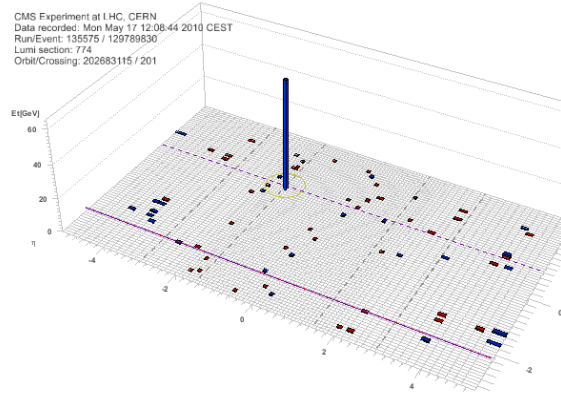 CMS Experiment at LHC, CERN
Data recorded: Mon May 17 12:08:44 2010 CEST
Run/Event: 135575 / 129789830
Lumi section: 774
Orbit/Crossing: 202683115 / 201
Et[GeV]
60
40
20
0
η
-4
-2
0
2
4
-2
0